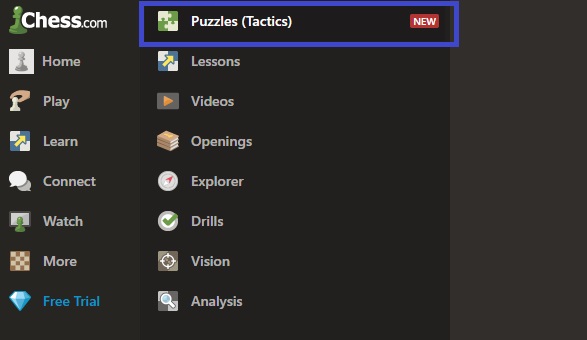 Chess.com
Home
Play
Learn
Connect
Watch
More
Free Trial
Puzzles (Tactics) NEW
Lessons
Videos
Openings
Explorer
Drills
Vision
Analysis